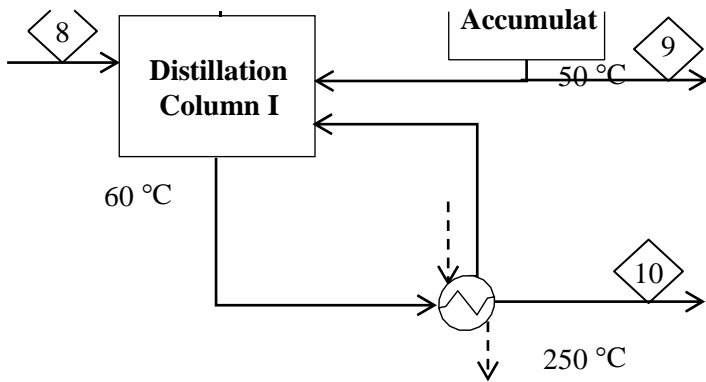 8
Accumulat
9
Distillation
Column I
50 °C
60 °C
10
250 °C